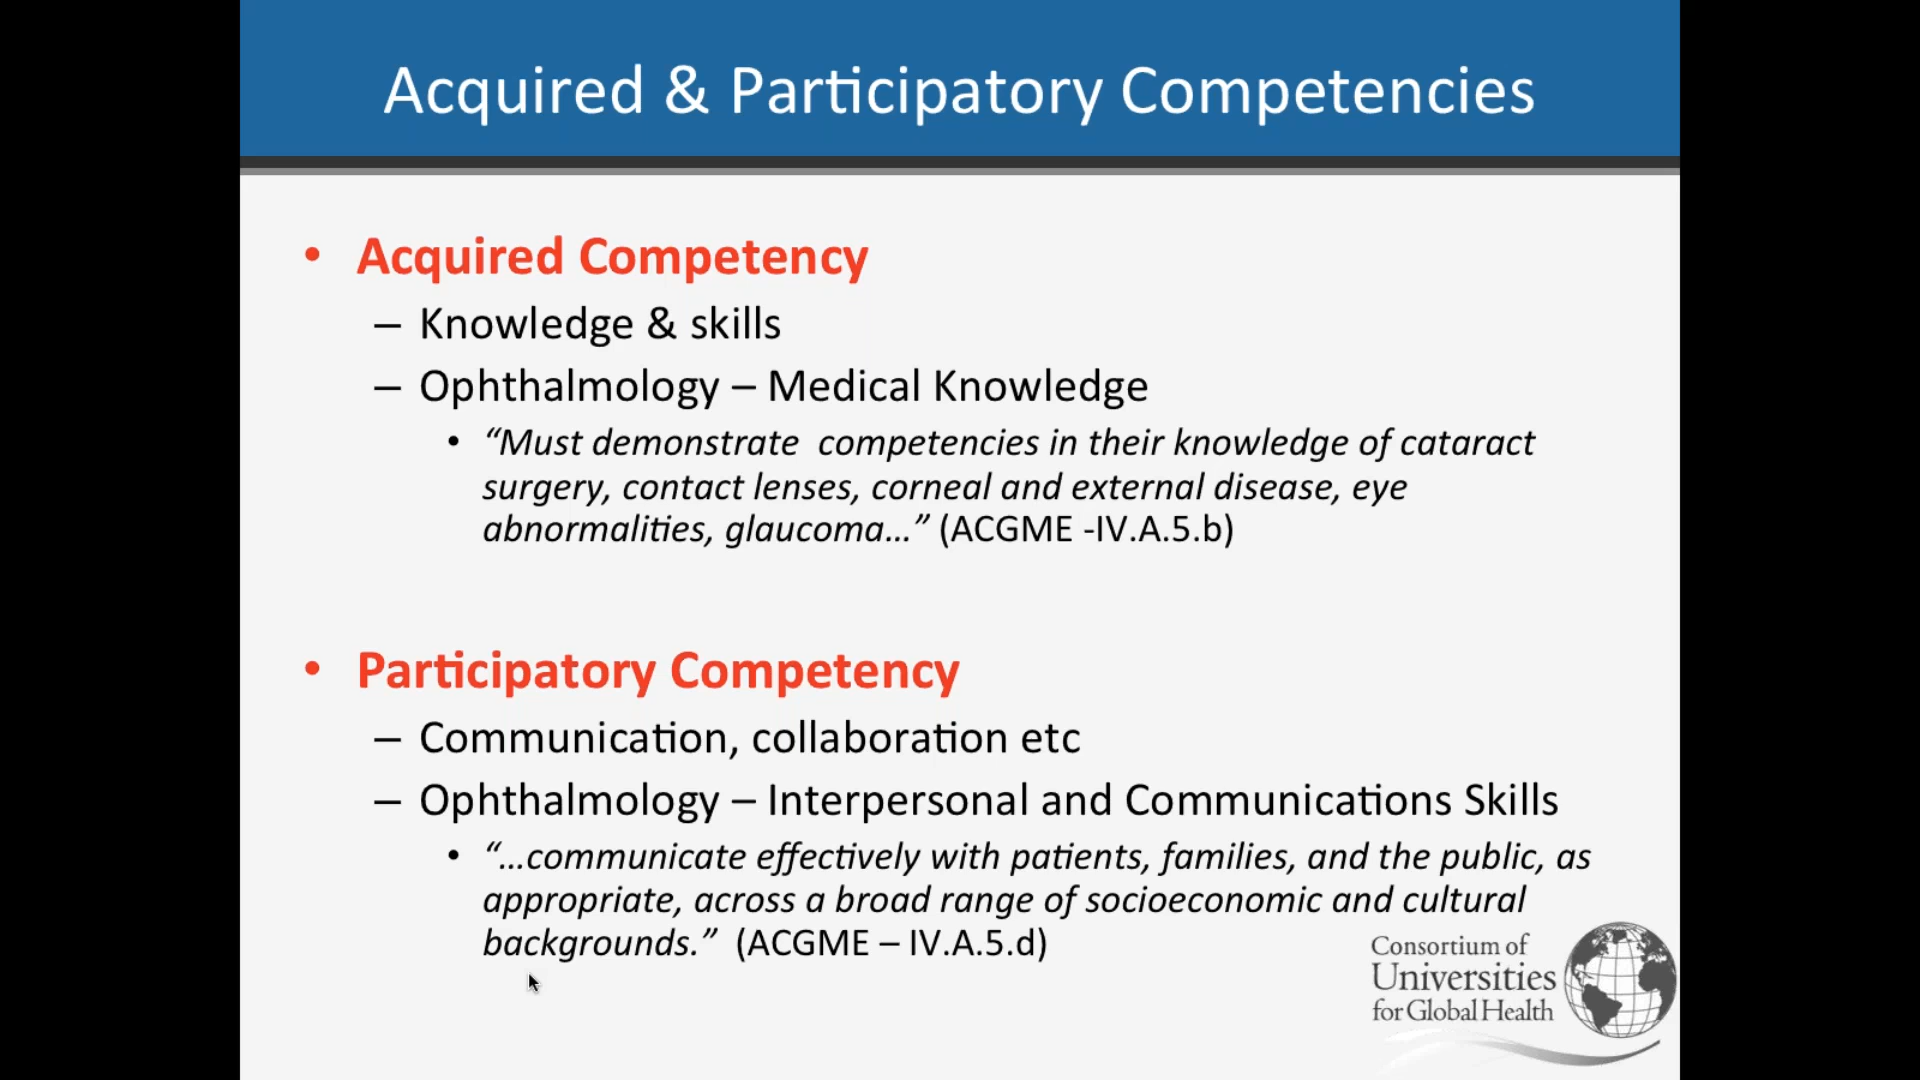 Acquired & Participatory Competencies
• Acquired Competency
– Knowledge & skills
– Ophthalmology – Medical Knowledge
• “Must demonstrate  competencies in their knowledge of cataract
surgery, contact lenses, corneal and external disease, eye
abnormalities, glaucoma…” (ACGME -IV.A.5.b)
• Participatory Competency
– Communication, collaboration etc
– Ophthalmology – Interpersonal and Communications Skills
• “…communicate effectively with patients, families, and the public, as
appropriate, across a broad range of socioeconomic and cultural
backgrounds.”  (ACGME – IV.A.5.d)
Consortium of
Universities
for Global Health